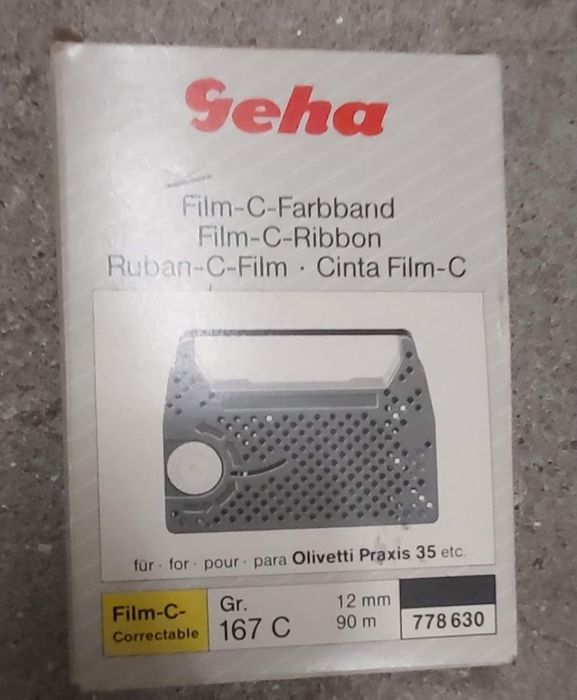 Geha
Film-C-Farbband
Film-C-Ribbon
Ruban-C-Film · Cinta Film-C
für · for · pour · para Olivetti Praxis 35 etc.
Film-C-
Correctable
Gr.
167 C
12 mm
90 m
778 630